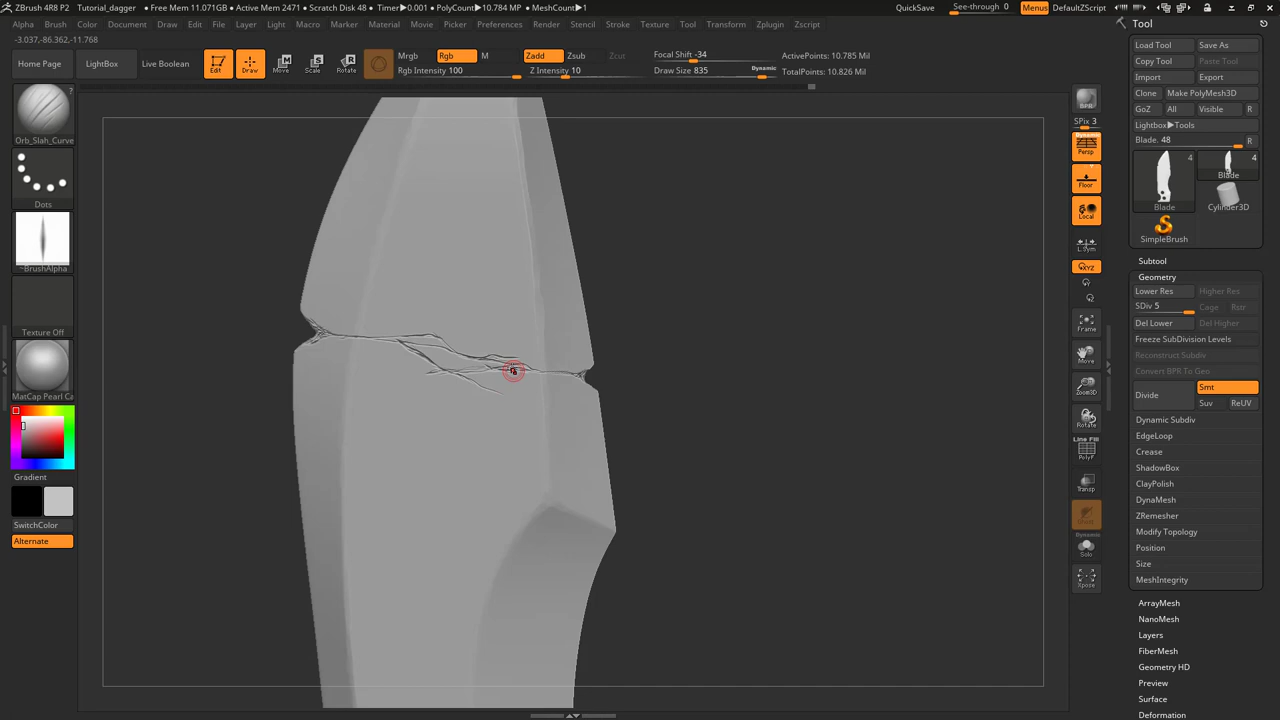 ZBrush 4R8 P2 Tutorial_dagger • Free Mem 11.071GB • Active Mem 2471 • Scratch Disk 48 • Timer▶0.001 • PolyCount▶10.784 MP • MeshCount▶1
QuickSave See-through 0 Menus DefaultZScript
Alpha Brush Color Document Draw Edit File Layer Light Macro Marker Material Movie Picker Preferences Render Stencil Stroke Texture Tool Transform Zplugin Zscript
-3.037,-86.362,-11.768
Home Page LightBox Live Boolean
Edit Draw Move Scale Rotate
Mrgb Rgb M
Rgb Intensity 100
Zadd Zsub Zcut
Z Intensity 10
Focal Shift -34
Draw Size 835 Dynamic
ActivePoints: 10.785 Mil
TotalPoints: 10.826 Mil
?
Orb_Slah_Curve
Dots
~BrushAlpha
Texture Off
MatCap Pearl Ca
Gradient
SwitchColor
Alternate
BPR
SPix 3
Dynamic
Persp
Floor
Local
L.Sym
XYZ
Frame
Move
Zoom3D
Rotate
Line Fill
PolyF
Transp
Ghost
Dynamic
Solo
Xpose
Tool
Load Tool Save As
Copy Tool Paste Tool
Import Export
Clone Make PolyMesh3D
GoZ All Visible R
Lightbox▶Tools
Blade. 48 R
4 4
Blade
Blade Cylinder3D
SimpleBrush
Subtool
Geometry
Lower Res Higher Res
SDiv 5 Cage Rstr
Del Lower Del Higher
Freeze SubDivision Levels
Reconstruct Subdiv
Convert BPR To Geo
Divide Smt
Suv ReUV
Dynamic Subdiv
EdgeLoop
Crease
ShadowBox
ClayPolish
DynaMesh
ZRemesher
Modify Topology
Position
Size
MeshIntegrity
ArrayMesh
NanoMesh
Layers
FiberMesh
Geometry HD
Preview
Surface
Deformation